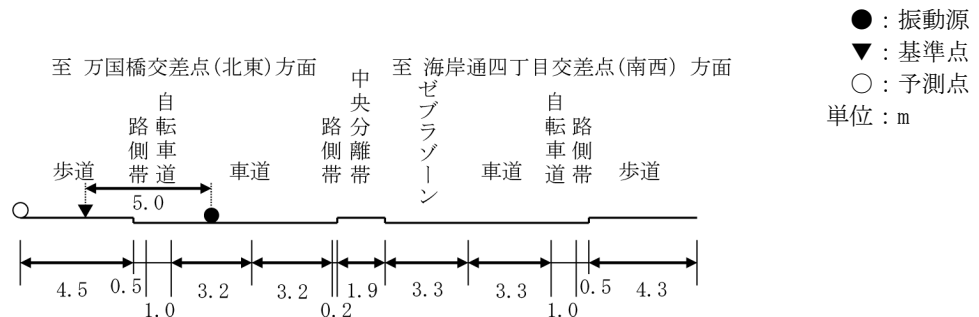 ●：振動源
▼：基準点
○：予測点
単位：m
至 万国橋交差点(北東)方面
至 海岸通四丁目交差点(南西) 方面
歩道
路側帯
自転車道
車道
路側帯
中央分離帯
ゼブラゾーン
車道
自転車道
路側帯
歩道
5.0
4.5
0.5
1.0
3.2
3.2
0.2
1.9
3.3
3.3
1.0
0.5
4.3